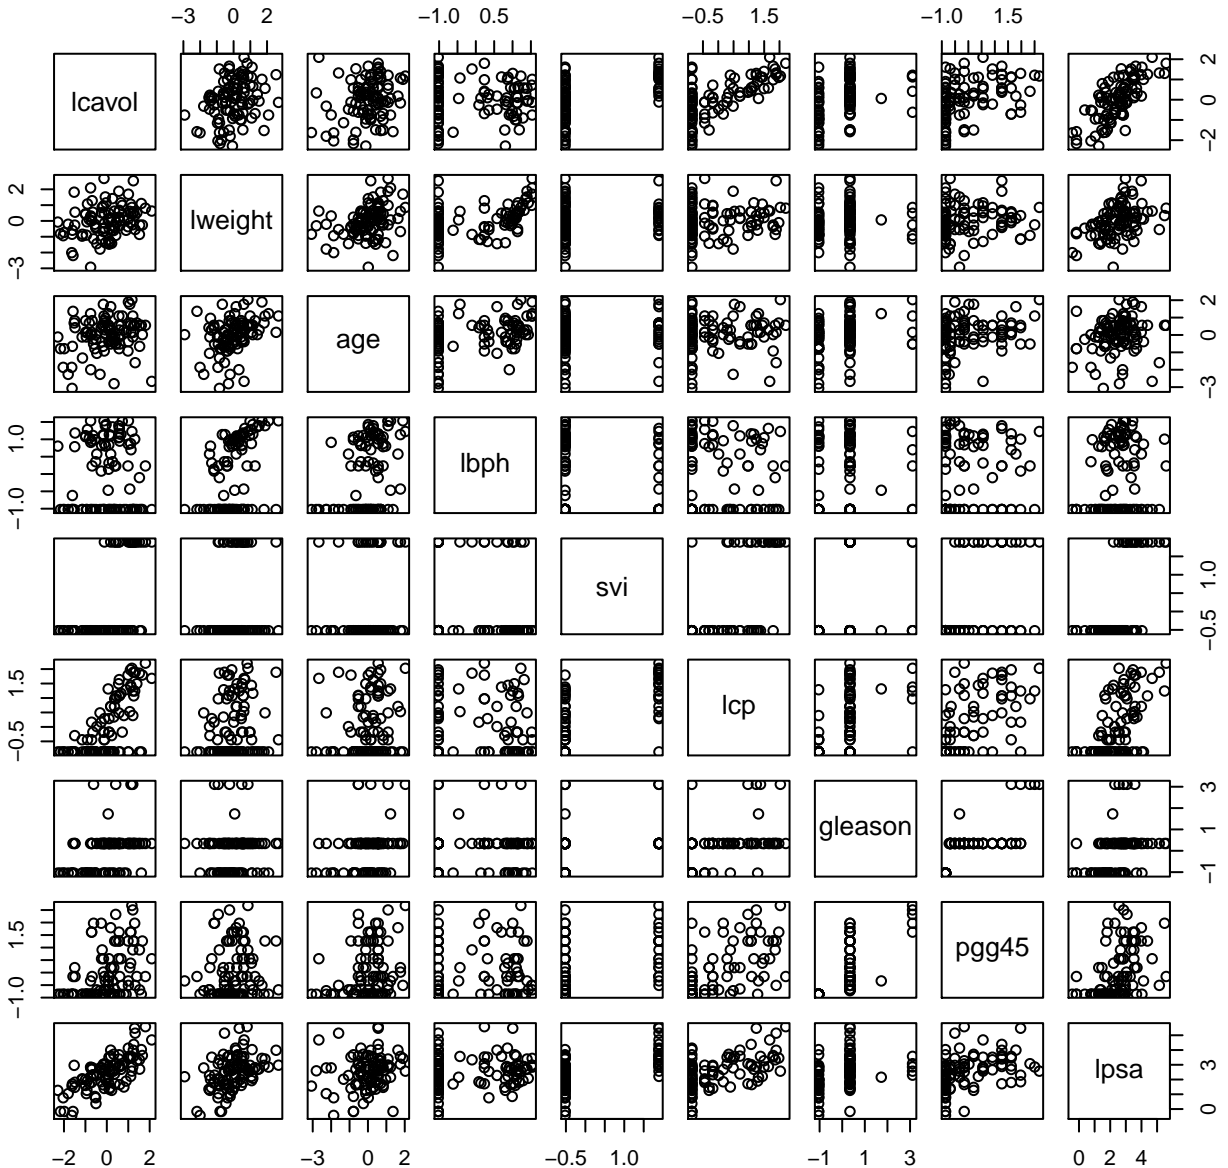 −3 0 2 −1.0 0.5 −0.5 1.5 −1.0 1.5
lcavol −2 0 2
−3 0 2 lweight
age −3 0 2
−1.0 1.0 lbph
svi −0.5 1.0
−0.5 1.5 lcp
gleason −1 1 3
−1.0 1.5 pgg45
lpsa 0 3
−2 0 2 −3 0 2 −0.5 1.0 −1 1 3 0 2 4